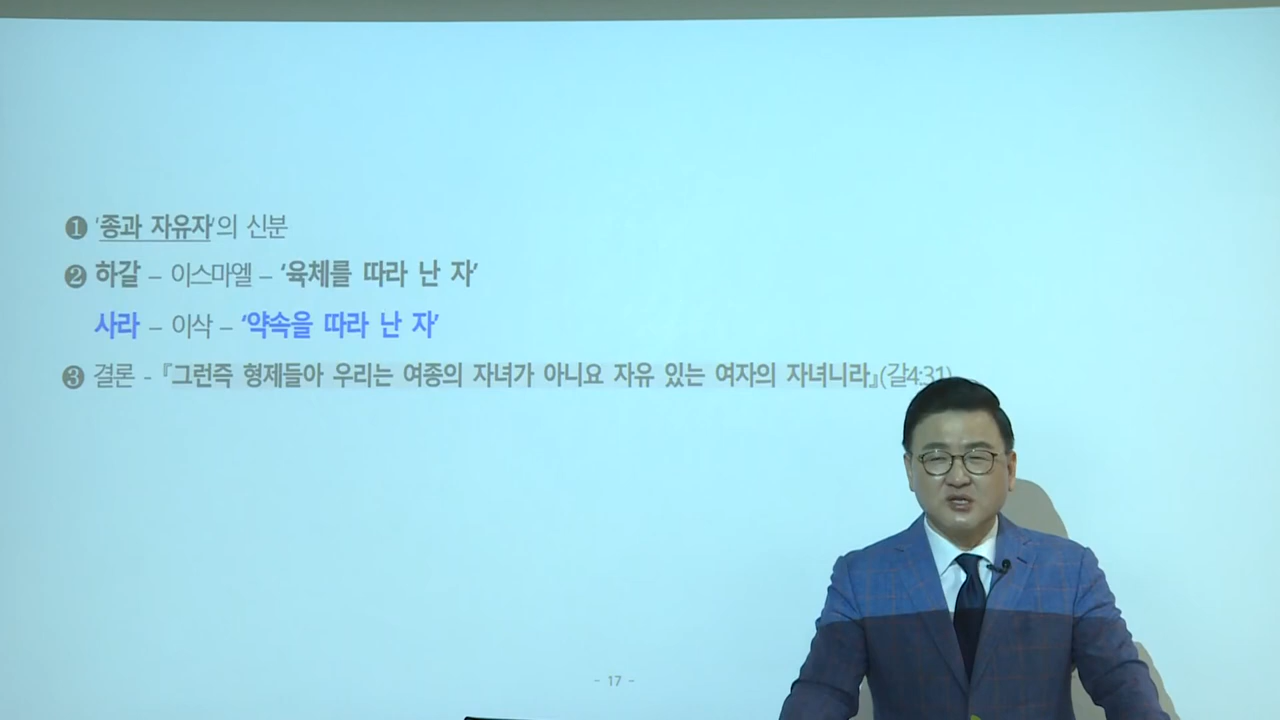 ❶ '종과 자유자'의 신분
❷ 하갈 – 이스마엘 – '육체를 따라 난 자'
사라 – 이삭 – '약속을 따라 난 자'
❸ 결론 - 『그런즉 형제들아 우리는 여종의 자녀가 아니요 자유 있는 여자의 자녀니라』(갈4:31)
- 17 -